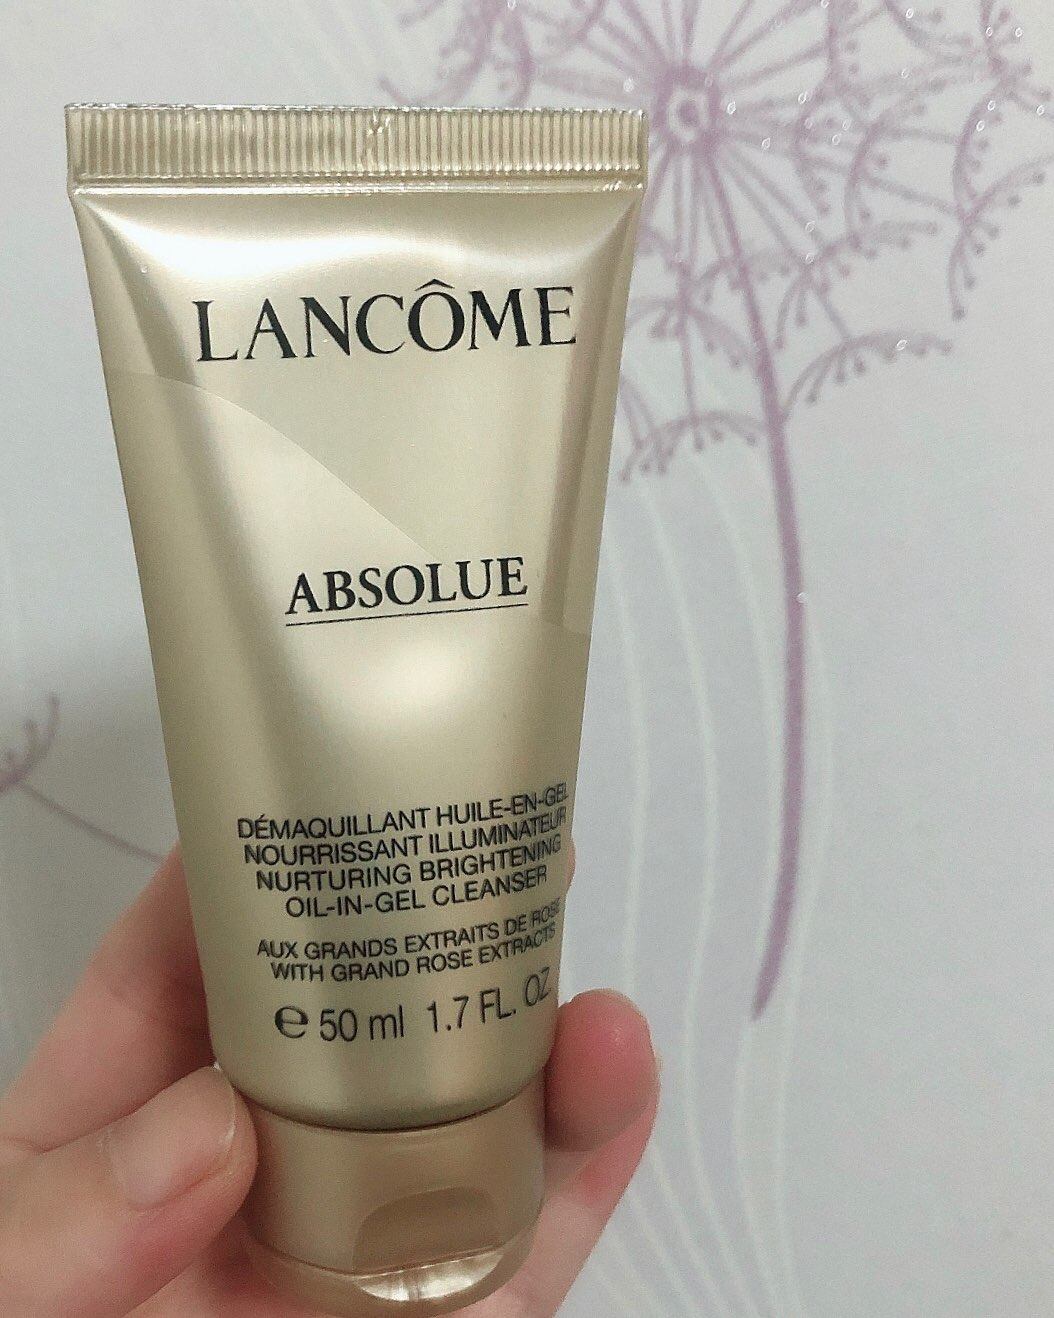 LANCÔME
ABSOLUE
DÉMAQUILLANT HUILE-EN-GEL
NOURRISSANT ILLUMINATEUR
NURTURING BRIGHTENING
OIL-IN-GEL CLEANSER
AUX GRANDS EXTRAITS DE ROSE
WITH GRAND ROSE EXTRACTS
℮ 50 ml 1.7 FL. OZ